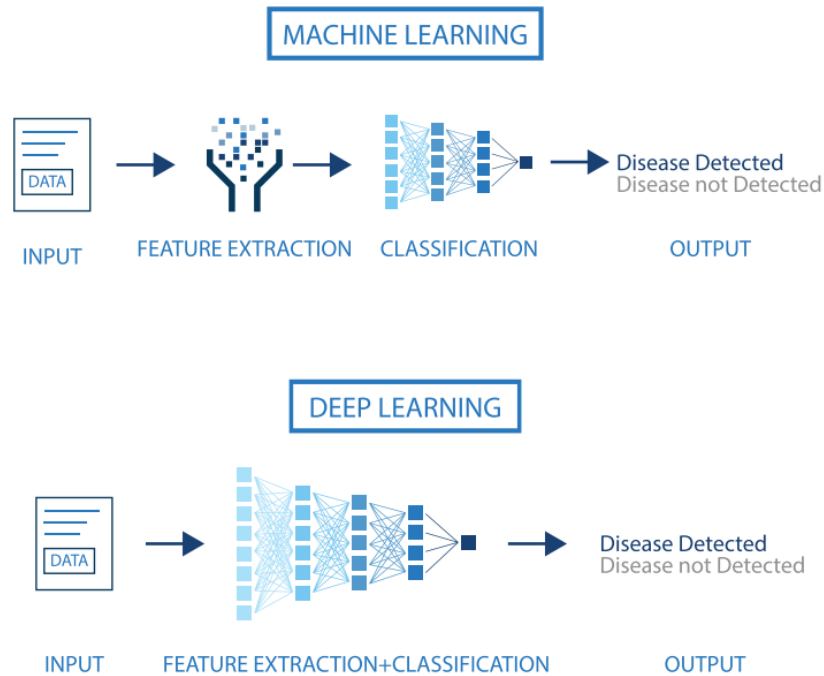 MACHINE LEARNING
DATA
Disease Detected
Disease not Detected
INPUT
FEATURE EXTRACTION
CLASSIFICATION
OUTPUT
DEEP LEARNING
DATA
Disease Detected
Disease not Detected
INPUT
FEATURE EXTRACTION+CLASSIFICATION
OUTPUT